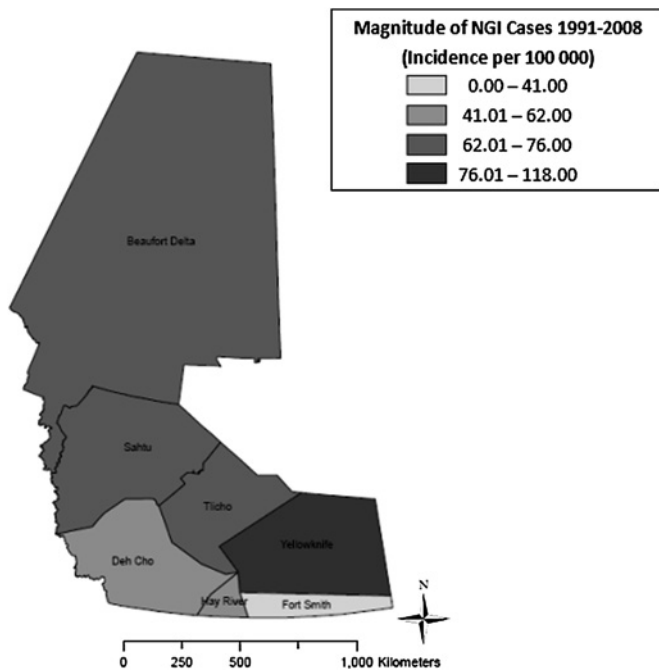 Magnitude of NGI Cases 1991-2008
(Incidence per 100 000)
0.00 – 41.00
41.01 – 62.00
62.01 – 76.00
76.01 – 118.00
Beaufort Delta
Sahtu
Tlicho
Yellowknife
Deh Cho
Hay River
Fort Smith
N
0 250 500 1,000 Kilometers